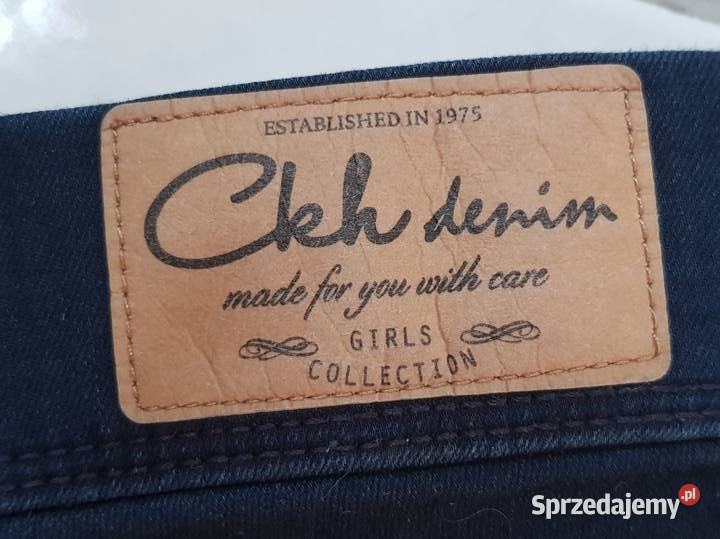 ESTABLISHED IN 1975
Ckh denim
made for you with care
GIRLS
COLLECTION
Sprzedajemy.pl